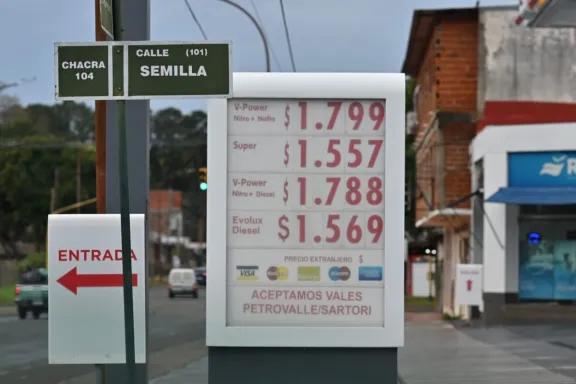 CHACRA
104
CALLE (101)
SEMILLA
V-Power
Nitro+ Nafta
$1.799
Super
$1.557
V-Power
Nitro+ Diesel
$1.788
Evolux
Diesel
$1.569
PRECIO EXTRANJERO $
VISA
ACEPTAMOS VALES
PETROVALLE/SARTORI
ENTRADA
R